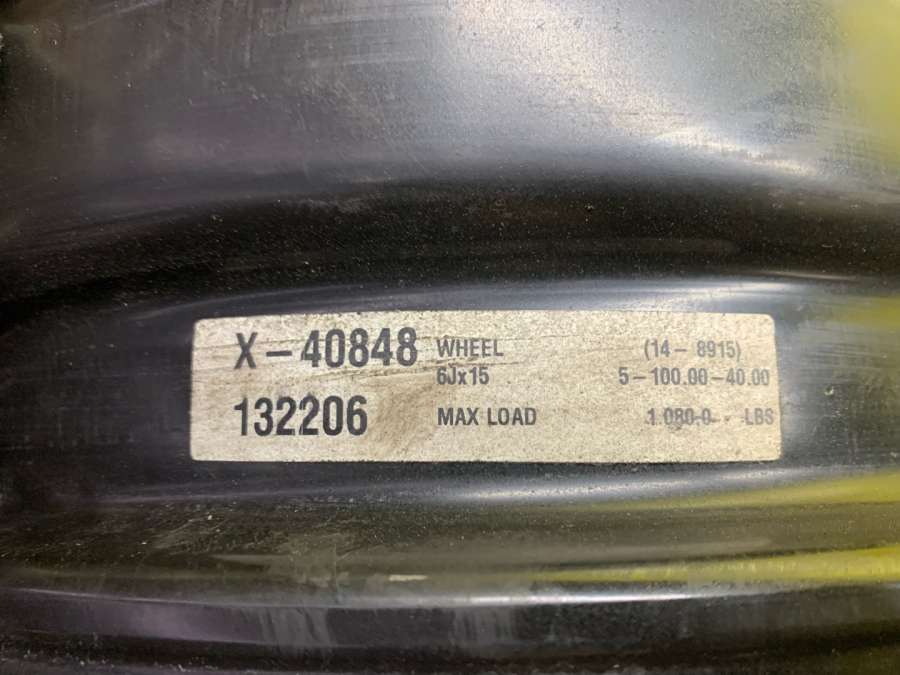 X-40848 WHEEL (14-8915)
6Jx15 5-100.00-40.00
132206 MAX LOAD 1.080,0-- LBS